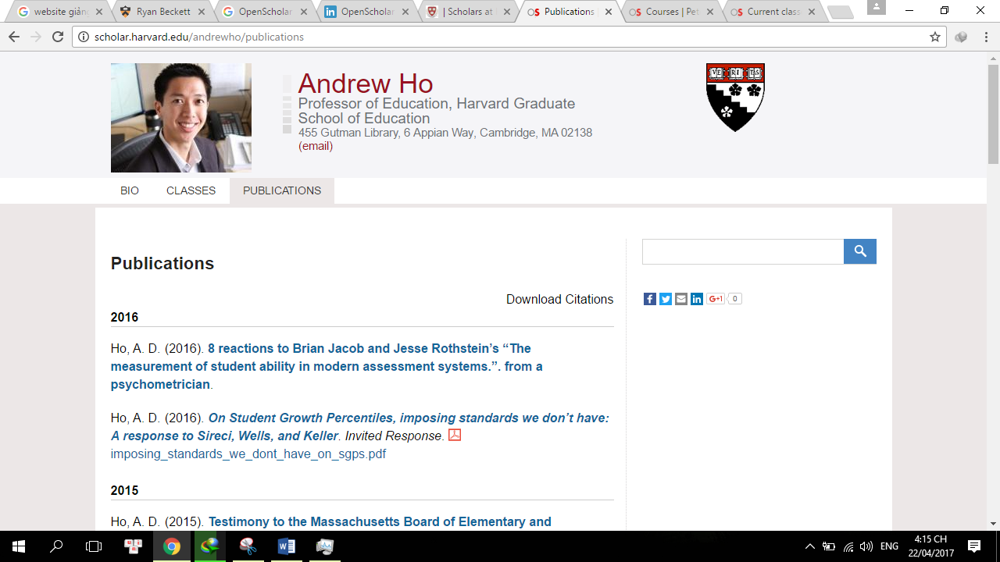 website giảng
Ryan Beckett
OpenScholar
OpenScholar
| Scholars at
Publications
Courses | Pet
Current class
scholar.harvard.edu/andrewho/publications
Andrew Ho
Professor of Education, Harvard Graduate
School of Education
455 Gutman Library, 6 Appian Way, Cambridge, MA 02138
(email)
VE RI TAS
BIO CLASSES PUBLICATIONS
Publications
Download Citations
G+1 0
2016
Ho, A. D. (2016). 8 reactions to Brian Jacob and Jesse Rothstein’s “The
measurement of student ability in modern assessment systems.”. from a
psychometrician.
Ho, A. D. (2016). On Student Growth Percentiles, imposing standards we don’t have:
A response to Sireci, Wells, and Keller. Invited Response.
imposing_standards_we_dont_have_on_sgps.pdf
2015
Ho, A. D. (2015). Testimony to the Massachusetts Board of Elementary and
ENG
4:15 CH
22/04/2017